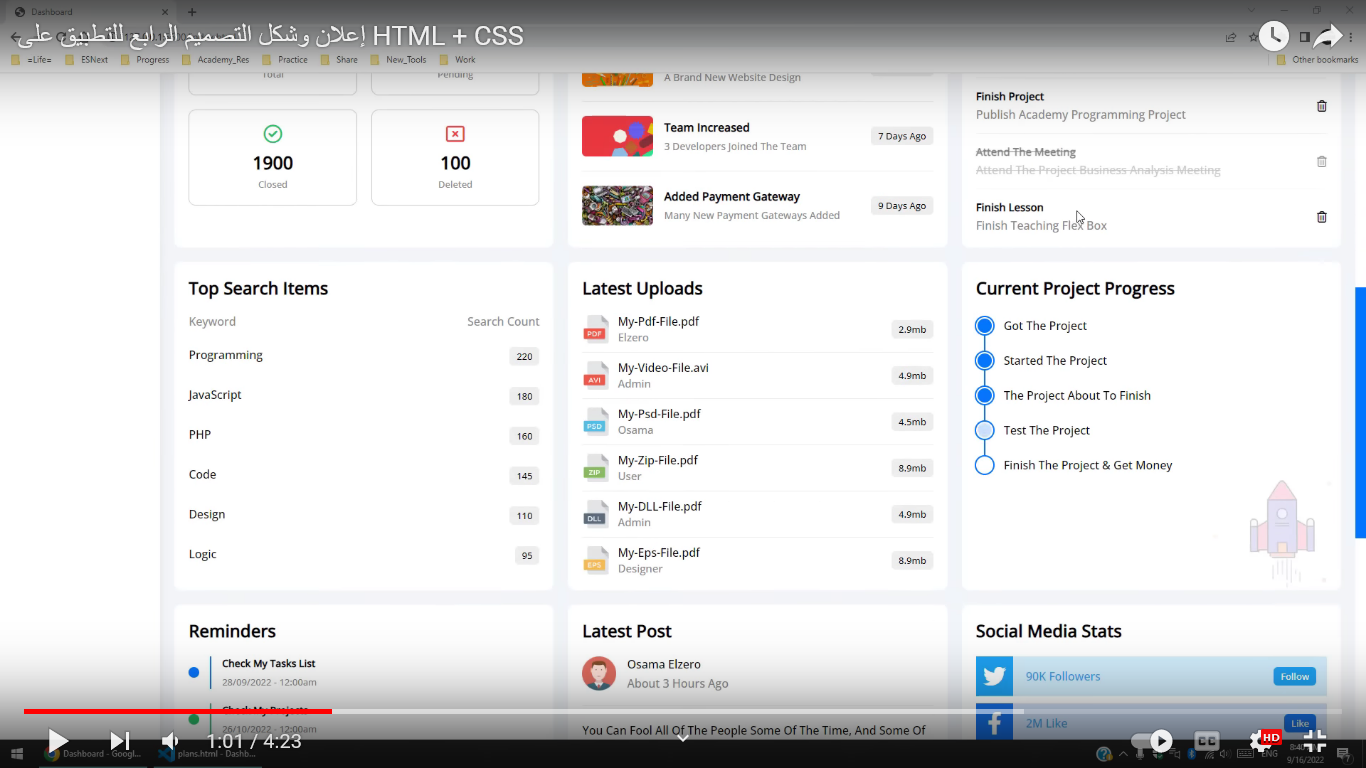 Dashboard
إعلان وشكل التصميم الرابع للتطبيق على HTML + CSS
=Life=
ESNext
Progress
Academy_Res
Practice
Share
New_Tools
Work
Other bookmarks
Total
Pending
1900
Closed
100
Deleted
A Brand New Website Design
Team Increased
3 Developers Joined The Team
7 Days Ago
Added Payment Gateway
Many New Payment Gateways Added
9 Days Ago
Finish Project
Publish Academy Programming Project
Attend The Meeting
Attend The Project Business Analysis Meeting
Finish Lesson
Finish Teaching Flex Box
Top Search Items
Keyword Search Count
Programming 220
JavaScript 180
PHP 160
Code 145
Design 110
Logic 95
Latest Uploads
PDF
My-Pdf-File.pdf
Elzero
2.9mb
AVI
My-Video-File.avi
Admin
4.9mb
PSD
My-Psd-File.pdf
Osama
4.5mb
ZIP
My-Zip-File.pdf
User
8.9mb
DLL
My-DLL-File.pdf
Admin
4.9mb
EPS
My-Eps-File.pdf
Designer
8.9mb
Current Project Progress
Got The Project
Started The Project
The Project About To Finish
Test The Project
Finish The Project & Get Money
Reminders
Check My Tasks List
28/09/2022 - 12:00am
Check My Projects
26/10/2022 - 12:00am
Latest Post
Osama Elzero
About 3 Hours Ago
You Can Fool All Of The People Some Of The Time, And Some Of
Social Media Stats
90K Followers
Follow
2M Like
Like
1:01 / 4:23
CC
HD
Dashboard - Googl...
plans.html - Dashb...
ENG
9/16/2022